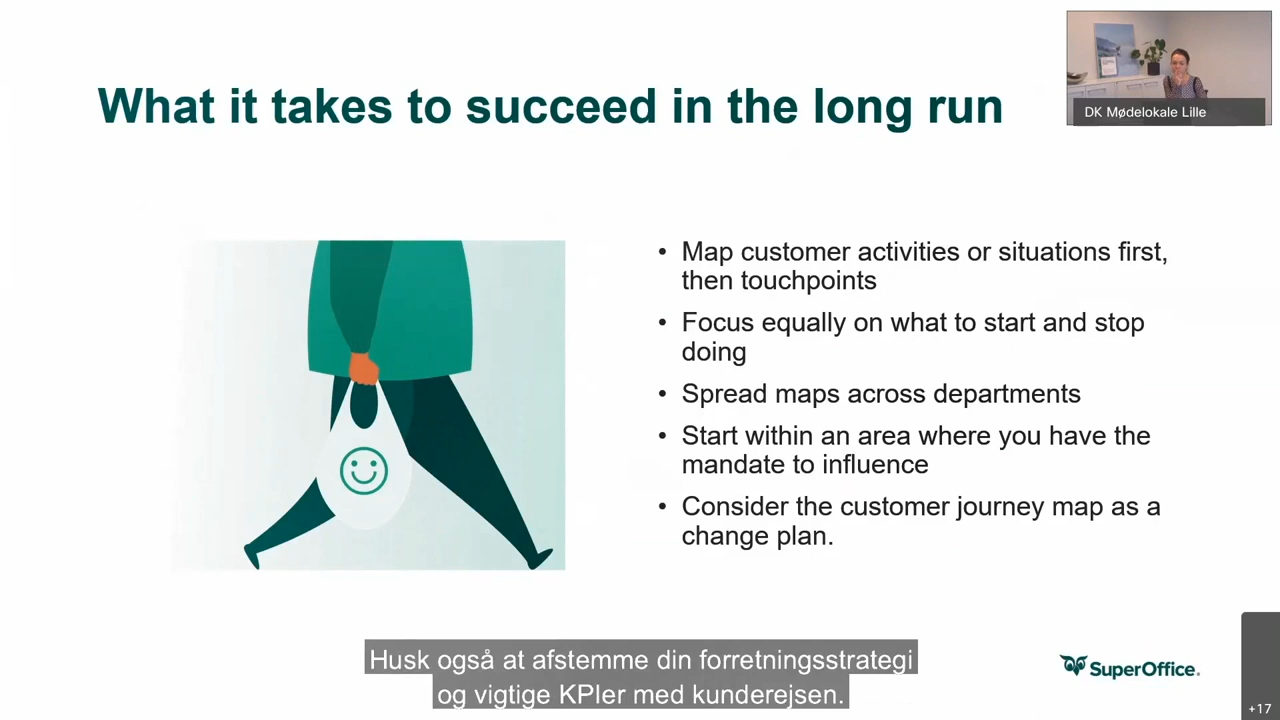 What it takes to succeed in the long run
DK Mødelokale Lille
• Map customer activities or situations first,
then touchpoints
• Focus equally on what to start and stop
doing
• Spread maps across departments
• Start within an area where you have the
mandate to influence
• Consider the customer journey map as a
change plan.
Husk også at afstemme din forretningsstrategi
og vigtige KPIer med kunderejsen.
SuperOffice.
+17